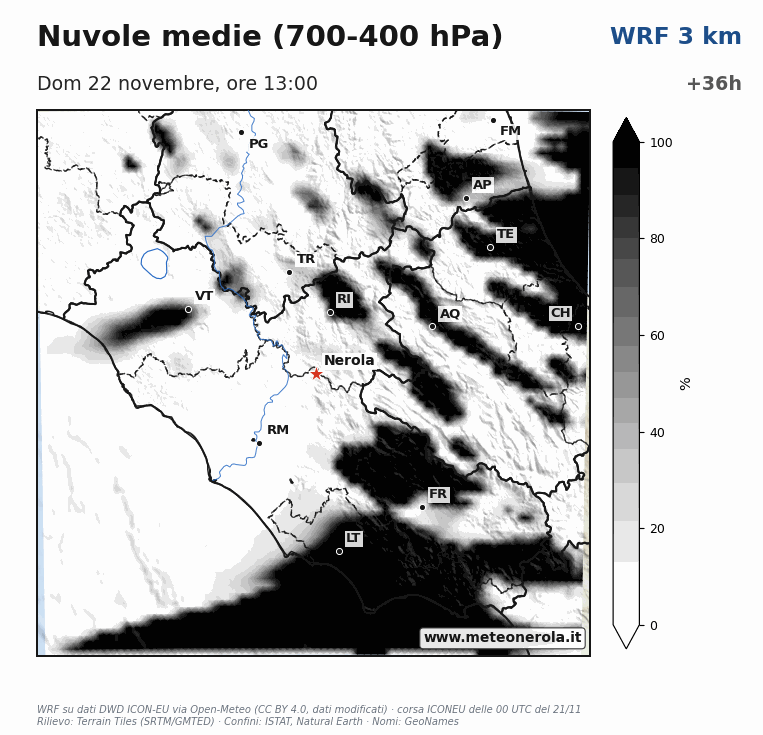 Nuvole medie (700-400 hPa)
WRF 3 km
Dom 22 novembre, ore 13:00
+36h
FM
PG
AP
TE
TR
VT
RI
AQ
CH
Nerola
RM
FR
LT
www.meteonerola.it
100
80
60
40
20
0
%
WRF su dati DWD ICON-EU via Open-Meteo (CC BY 4.0, dati modificati) · corsa ICONEU delle 00 UTC del 21/11
Rilievo: Terrain Tiles (SRTM/GMTED) · Confini: ISTAT, Natural Earth · Nomi: GeoNames